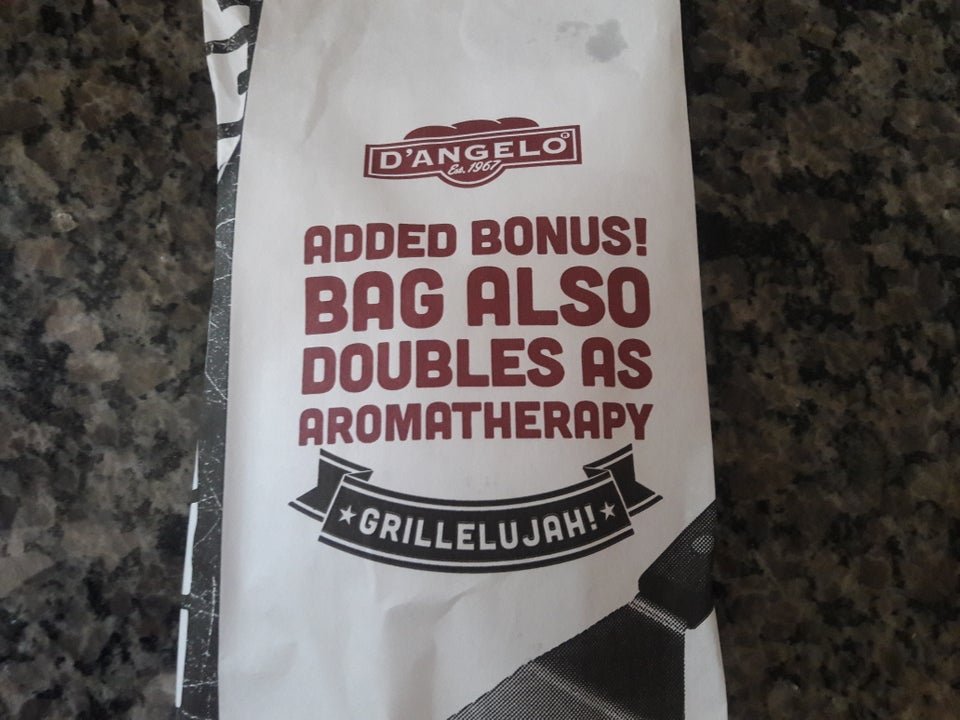 D'ANGELO®
Est. 1967
ADDED BONUS!
BAG ALSO
DOUBLES AS
AROMATHERAPY
GRILLELUJAH!